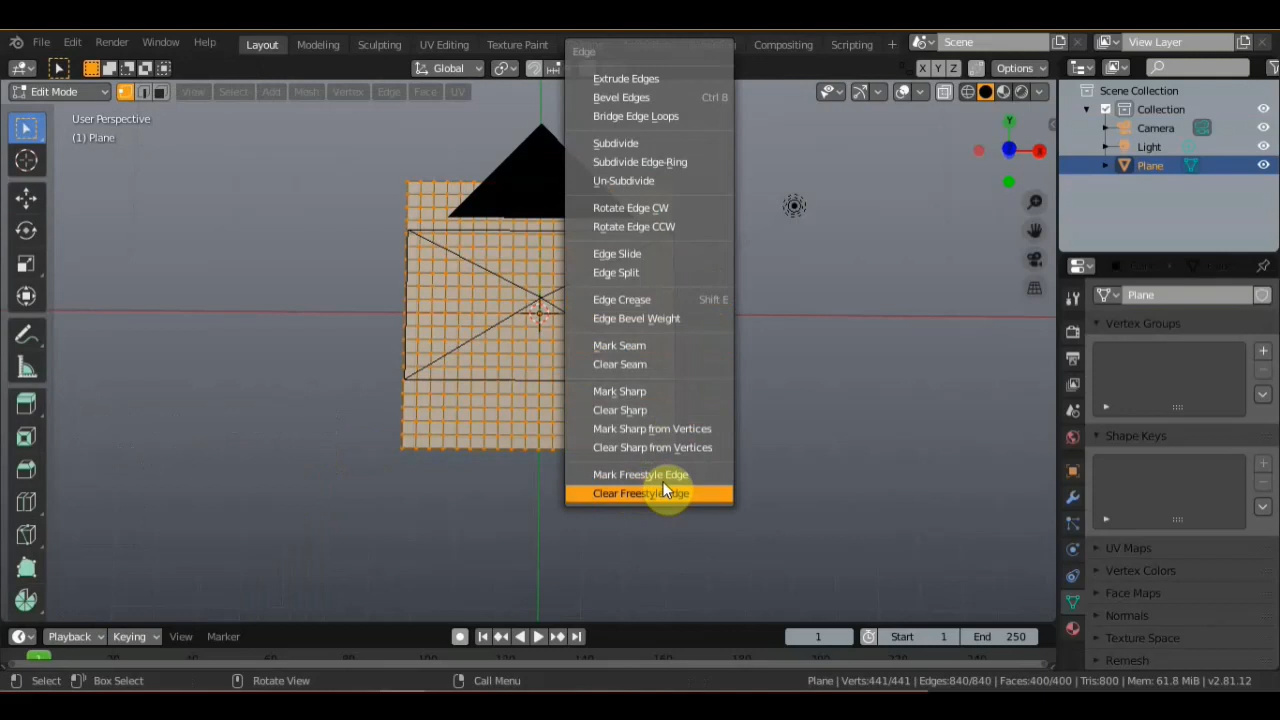 File Edit Render Window Help Layout Modeling Sculpting UV Editing Texture Paint Compositing Scripting + Scene View Layer
Global X Y Z Options
Edit Mode View Select Add Mesh Vertex Edge Face UV
User Perspective
(1) Plane
Edge
Extrude Edges
Bevel Edges Ctrl B
Bridge Edge Loops
Subdivide
Subdivide Edge-Ring
Un-Subdivide
Rotate Edge CW
Rotate Edge CCW
Edge Slide
Edge Split
Edge Crease Shift E
Edge Bevel Weight
Mark Seam
Clear Seam
Mark Sharp
Clear Sharp
Mark Sharp from Vertices
Clear Sharp from Vertices
Mark Freestyle Edge
Clear Freestyle Edge
Y
X
Scene Collection
Collection
Camera
Light
Plane
Plane
Vertex Groups
Shape Keys
UV Maps
Vertex Colors
Face Maps
Normals
Texture Space
Remesh
Playback Keying View Marker 1 Start 1 End 250
1
Select Box Select Rotate View Call Menu Plane | Verts:441/441 | Edges:840/840 | Faces:400/400 | Tris:800 | Mem: 61.8 MiB | v2.81.12